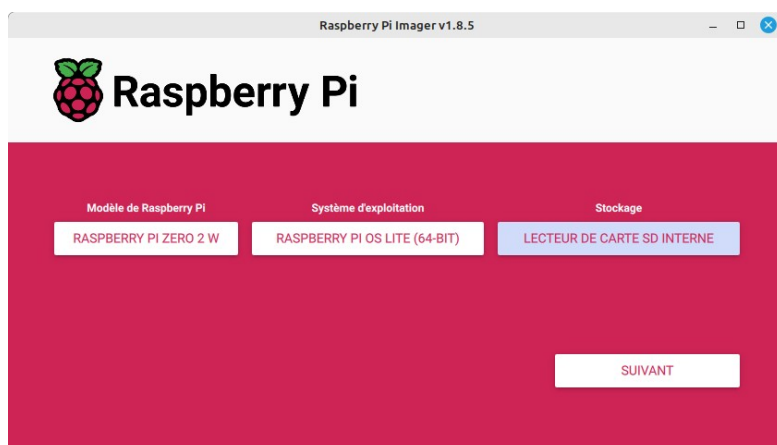 Raspberry Pi Imager v1.8.5
Raspberry Pi
Modèle de Raspberry Pi
Système d'exploitation
Stockage
RASPBERRY PI ZERO 2 W
RASPBERRY PI OS LITE (64-BIT)
LECTEUR DE CARTE SD INTERNE
SUIVANT